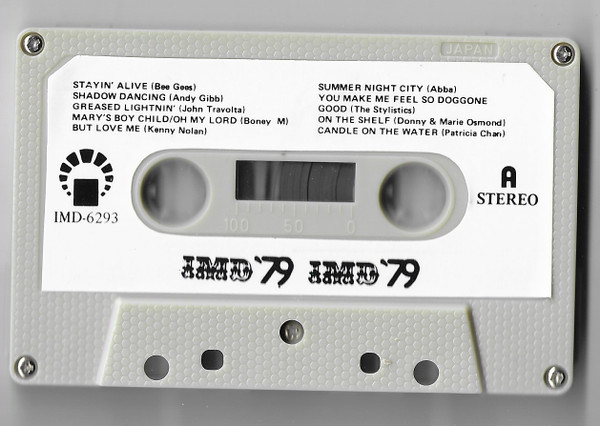 JAPAN
STAYIN' ALIVE (Bee Gees)
SHADOW DANCING (Andy Gibb)
GREASED LIGHTNIN' (John Travolta)
MARY'S BOY CHILD/OH MY LORD (Boney M)
BUT LOVE ME (Kenny Nolan)
SUMMER NIGHT CITY (Abba)
YOU MAKE ME FEEL SO DOGGONE
GOOD (The Stylistics)
ON THE SHELF (Donny & Marie Osmond)
CANDLE ON THE WATER (Patricia Chan)
IMD-6293
A
STEREO
100 50 0
IMD'79 IMD'79